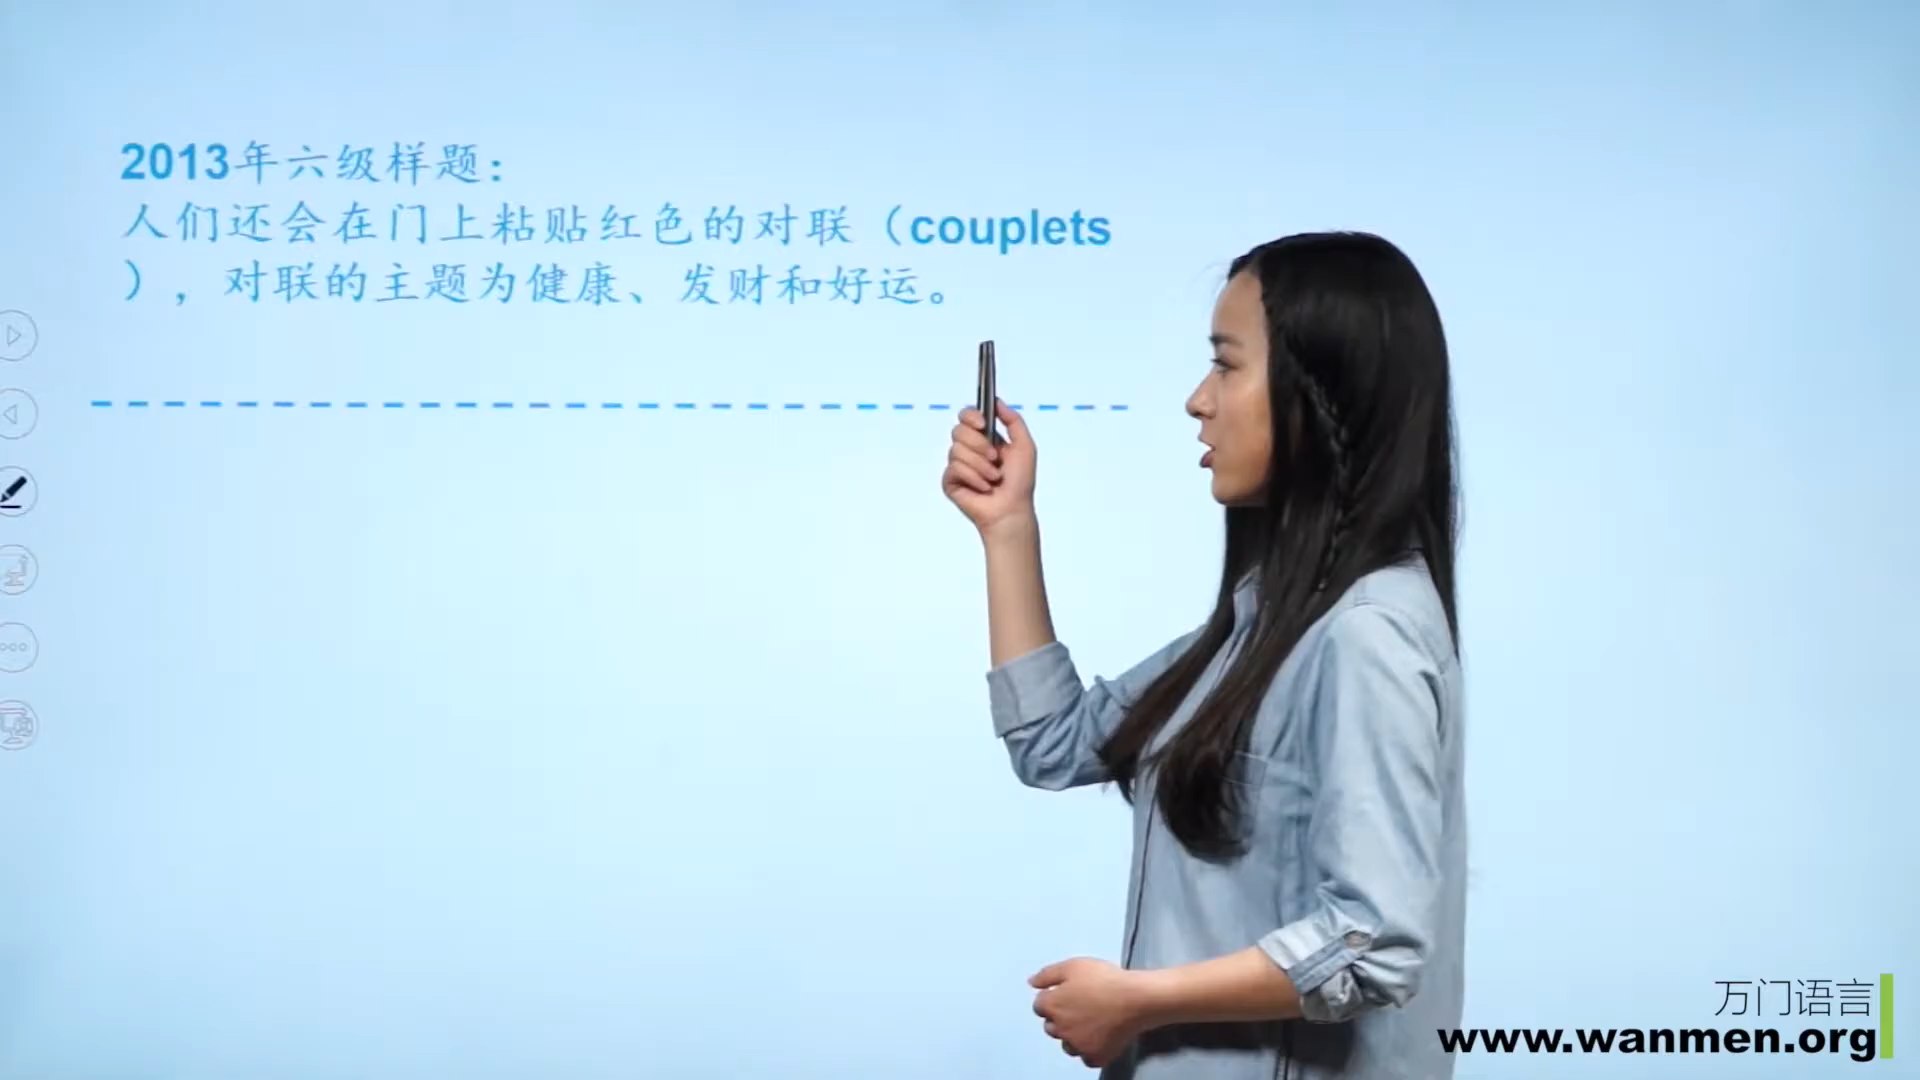 2013年六级样题：
人们还会在门上粘贴红色的对联（couplets
），对联的主题为健康、发财和好运。
万门语言
www.wanmen.org